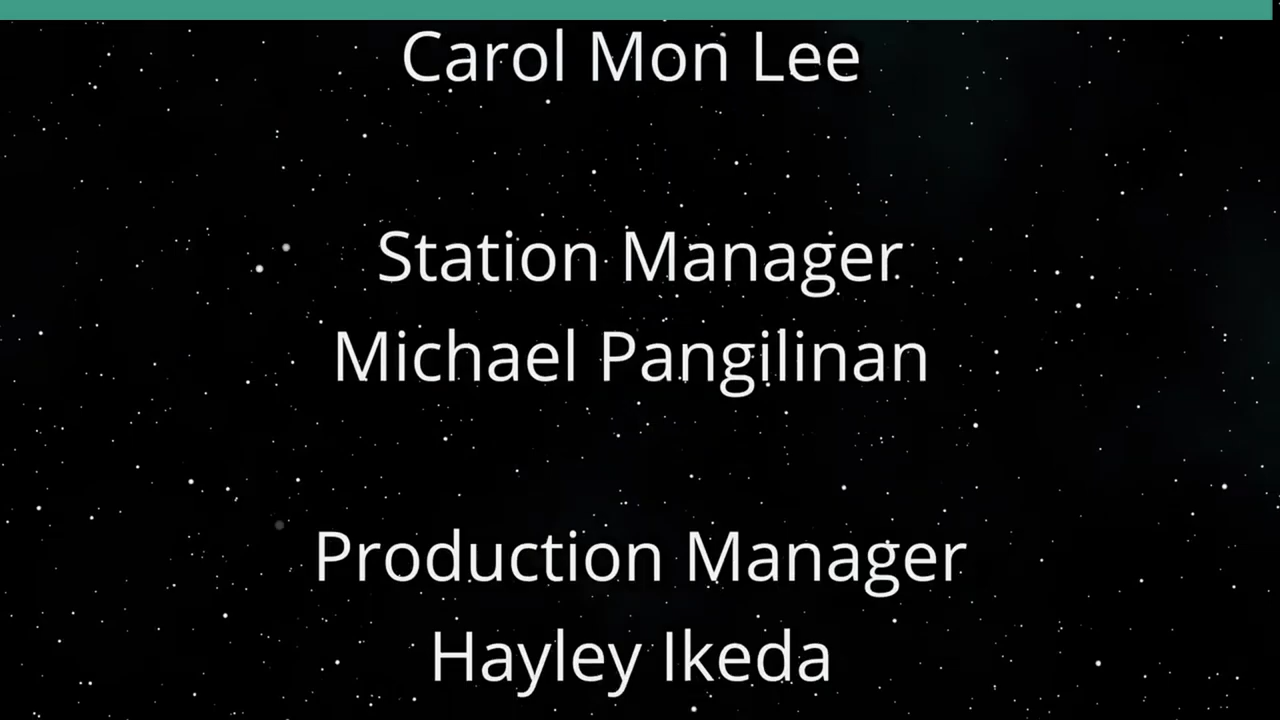 Carol Mon Lee
Station Manager
Michael Pangilinan
Production Manager
Hayley Ikeda